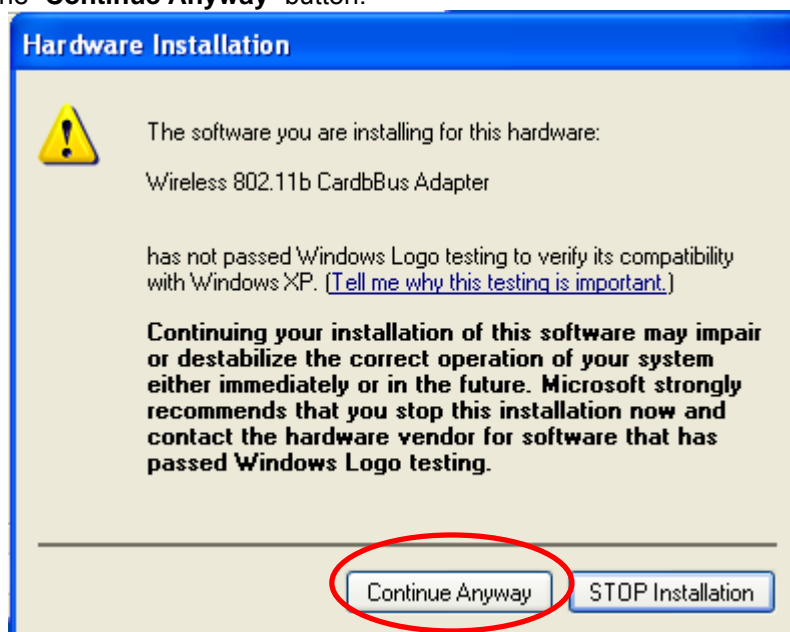 "Continue Anyway" button.
Hardware Installation
The software you are installing for this hardware:
Wireless 802.11b CardbBus Adapter
has not passed Windows Logo testing to verify its compatibility
with Windows XP. (Tell me why this testing is important.)
Continuing your installation of this software may impair
or destabilize the correct operation of your system
either immediately or in the future. Microsoft strongly
recommends that you stop this installation now and
contact the hardware vendor for software that has
passed Windows Logo testing.
Continue Anyway STOP Installation